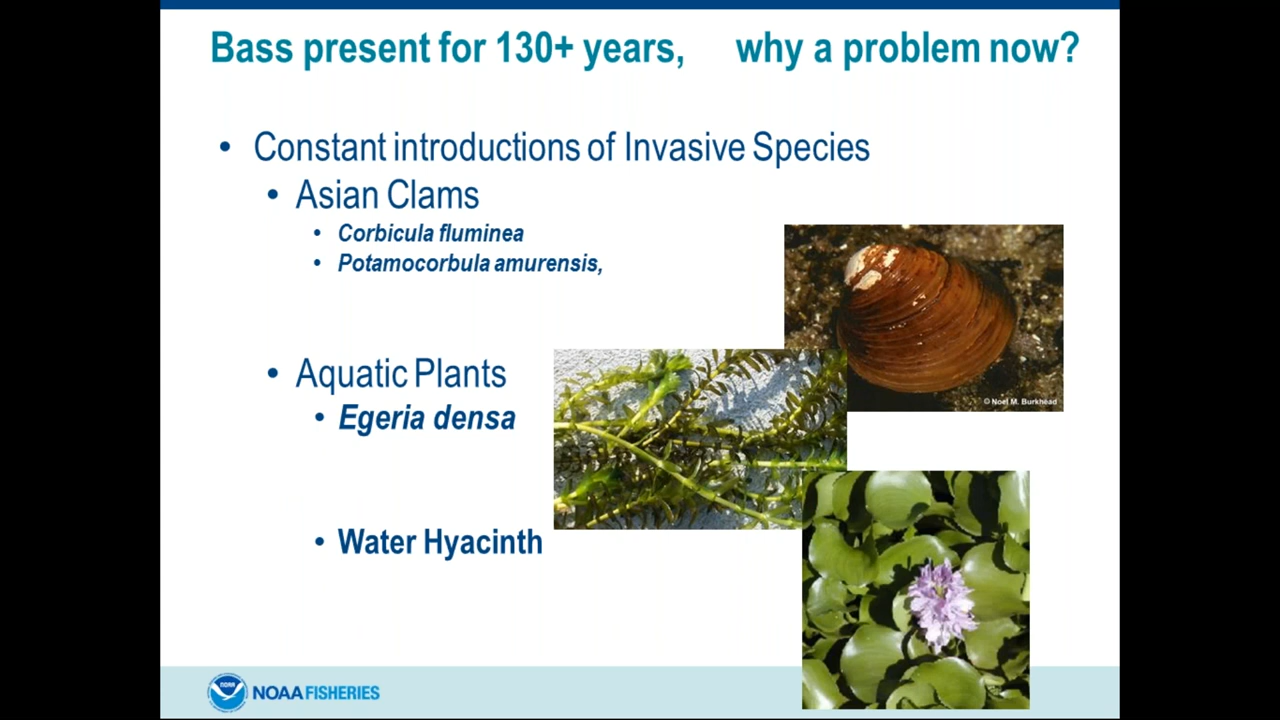 Bass present for 130+ years, why a problem now?
• Constant introductions of Invasive Species
• Asian Clams
• Corbicula fluminea
• Potamocorbula amurensis,
© Noel M. Burkhead
• Aquatic Plants
• Egeria densa
• Water Hyacinth
NOAA
NOAA FISHERIES